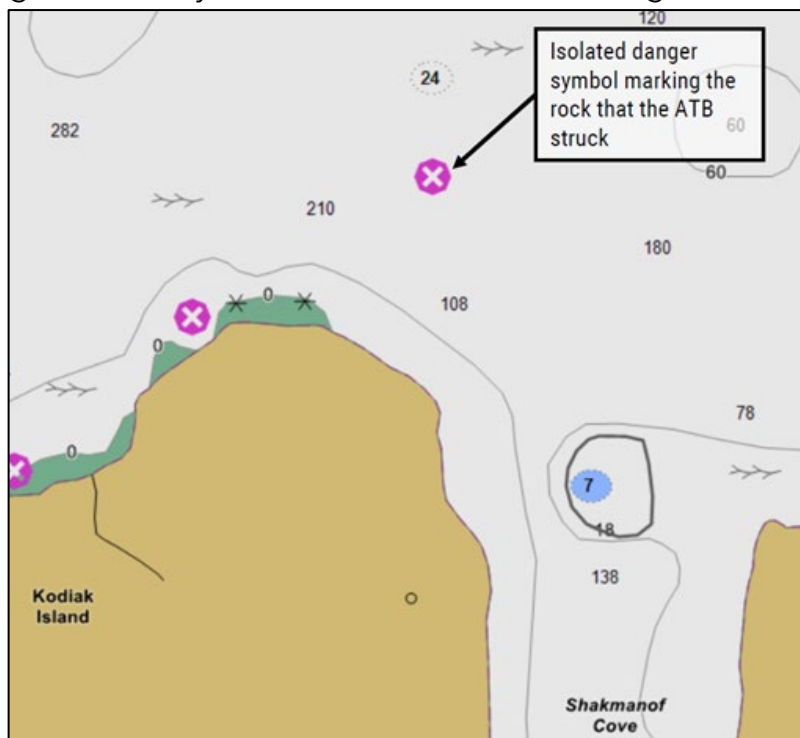 120
Isolated danger
symbol marking the
rock that the ATB
struck
24
60
282
60
210
180
108
0
0
78
0
7
18
138
Kodiak
Island
Shakmanof
Cove